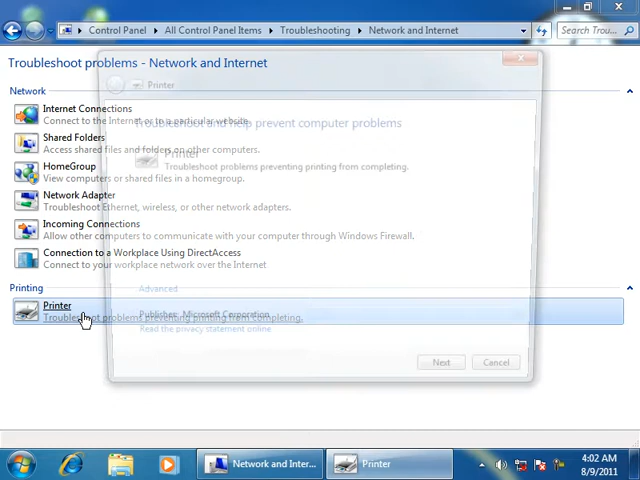 Control Panel ▸ All Control Panel Items ▸ Troubleshooting ▸ Network and Internet
Search Trou...
Troubleshoot problems - Network and Internet
Printer
Network
Internet Connections
Connect to the Internet or to a particular website.
Troubleshoot and help prevent computer problems
Shared Folders
Access shared files and folders on other computers.
Printer
Troubleshoot problems preventing printing from completing.
HomeGroup
View computers or shared files in a homegroup.
Network Adapter
Troubleshoot Ethernet, wireless, or other network adapters.
Incoming Connections
Allow other computers to communicate with your computer through Windows Firewall.
Connection to a Workplace Using DirectAccess
Connect to your workplace network over the Internet
Printing
Advanced
Printer
Troubleshoot problems preventing printing from completing.
Publisher: Microsoft Corporation
Read the privacy statement online
Next
Cancel
Network and Inter...
Printer
4:02 AM
8/9/2011